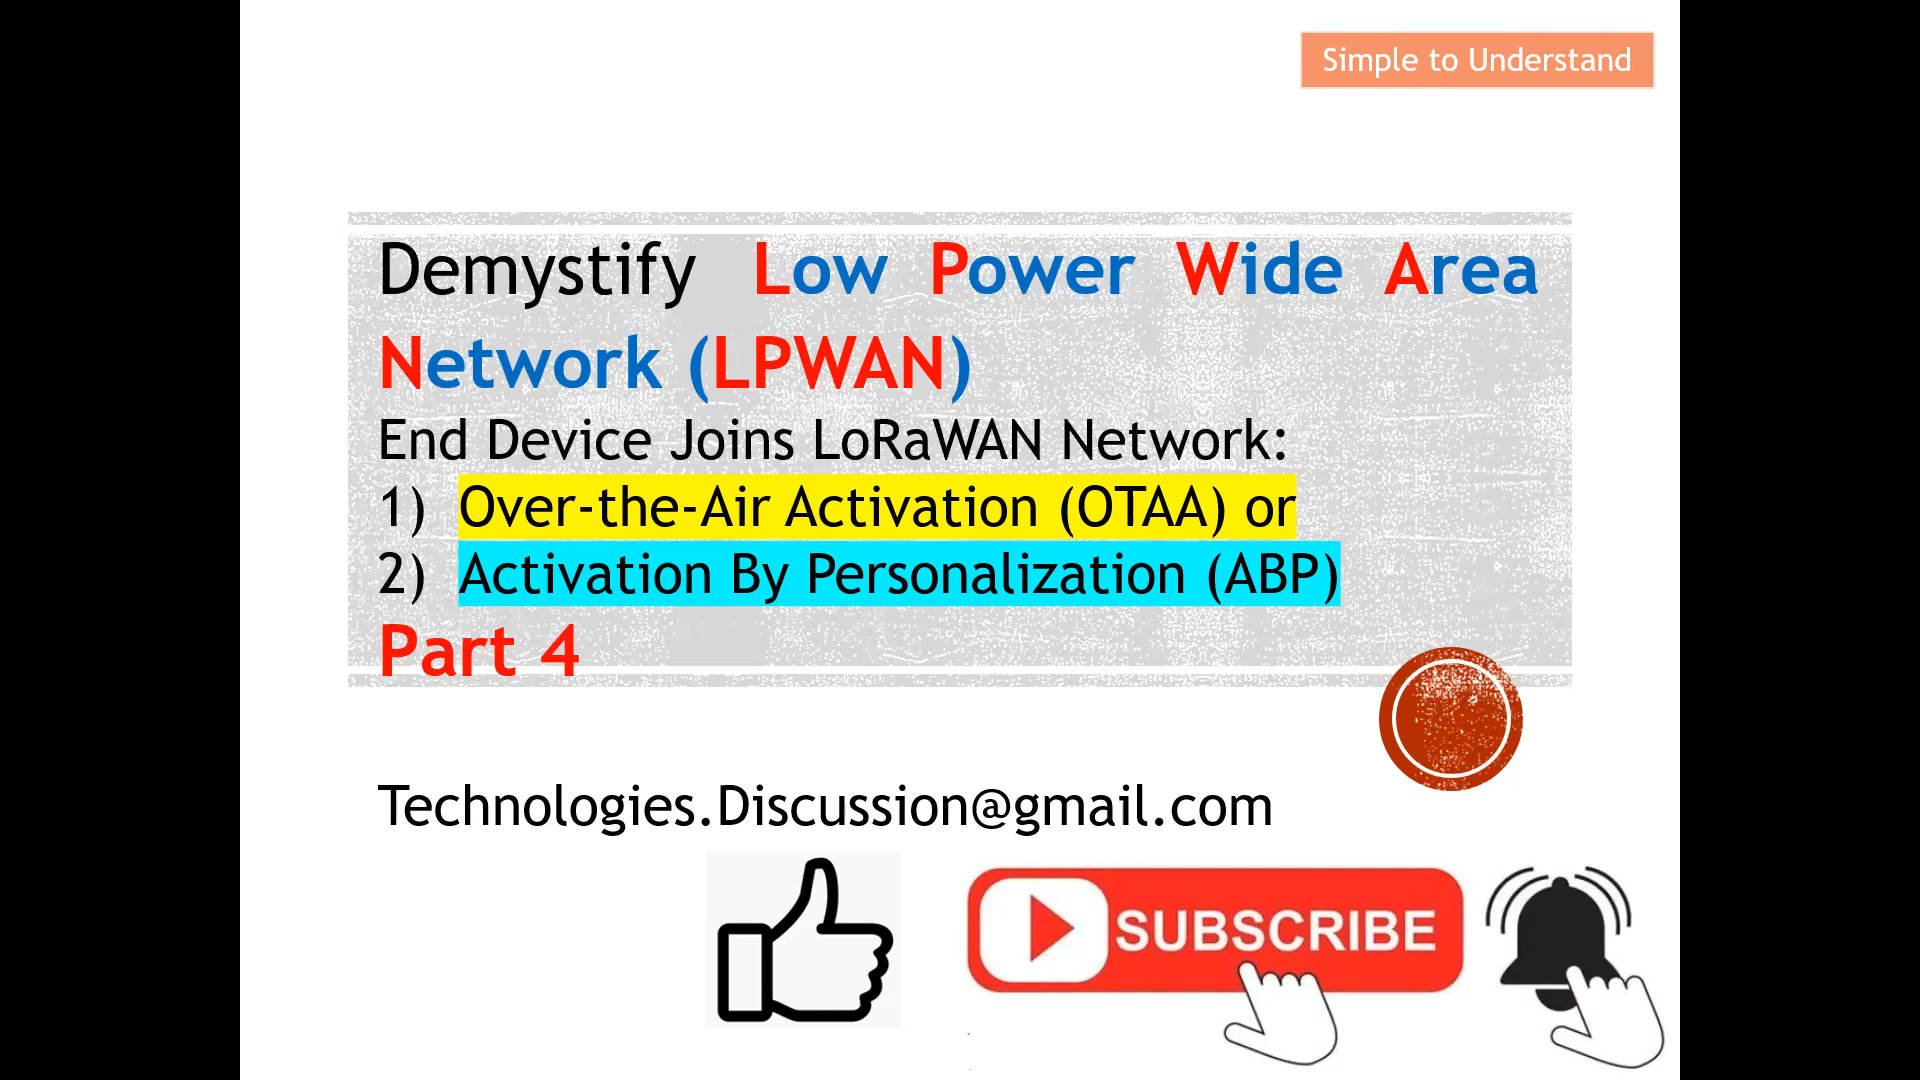 Simple to Understand
Demystify Low Power Wide Area
Network (LPWAN)
End Device Joins LoRaWAN Network:
1) Over-the-Air Activation (OTAA) or
2) Activation By Personalization (ABP)
Part 4
Technologies.Discussion@gmail.com
SUBSCRIBE